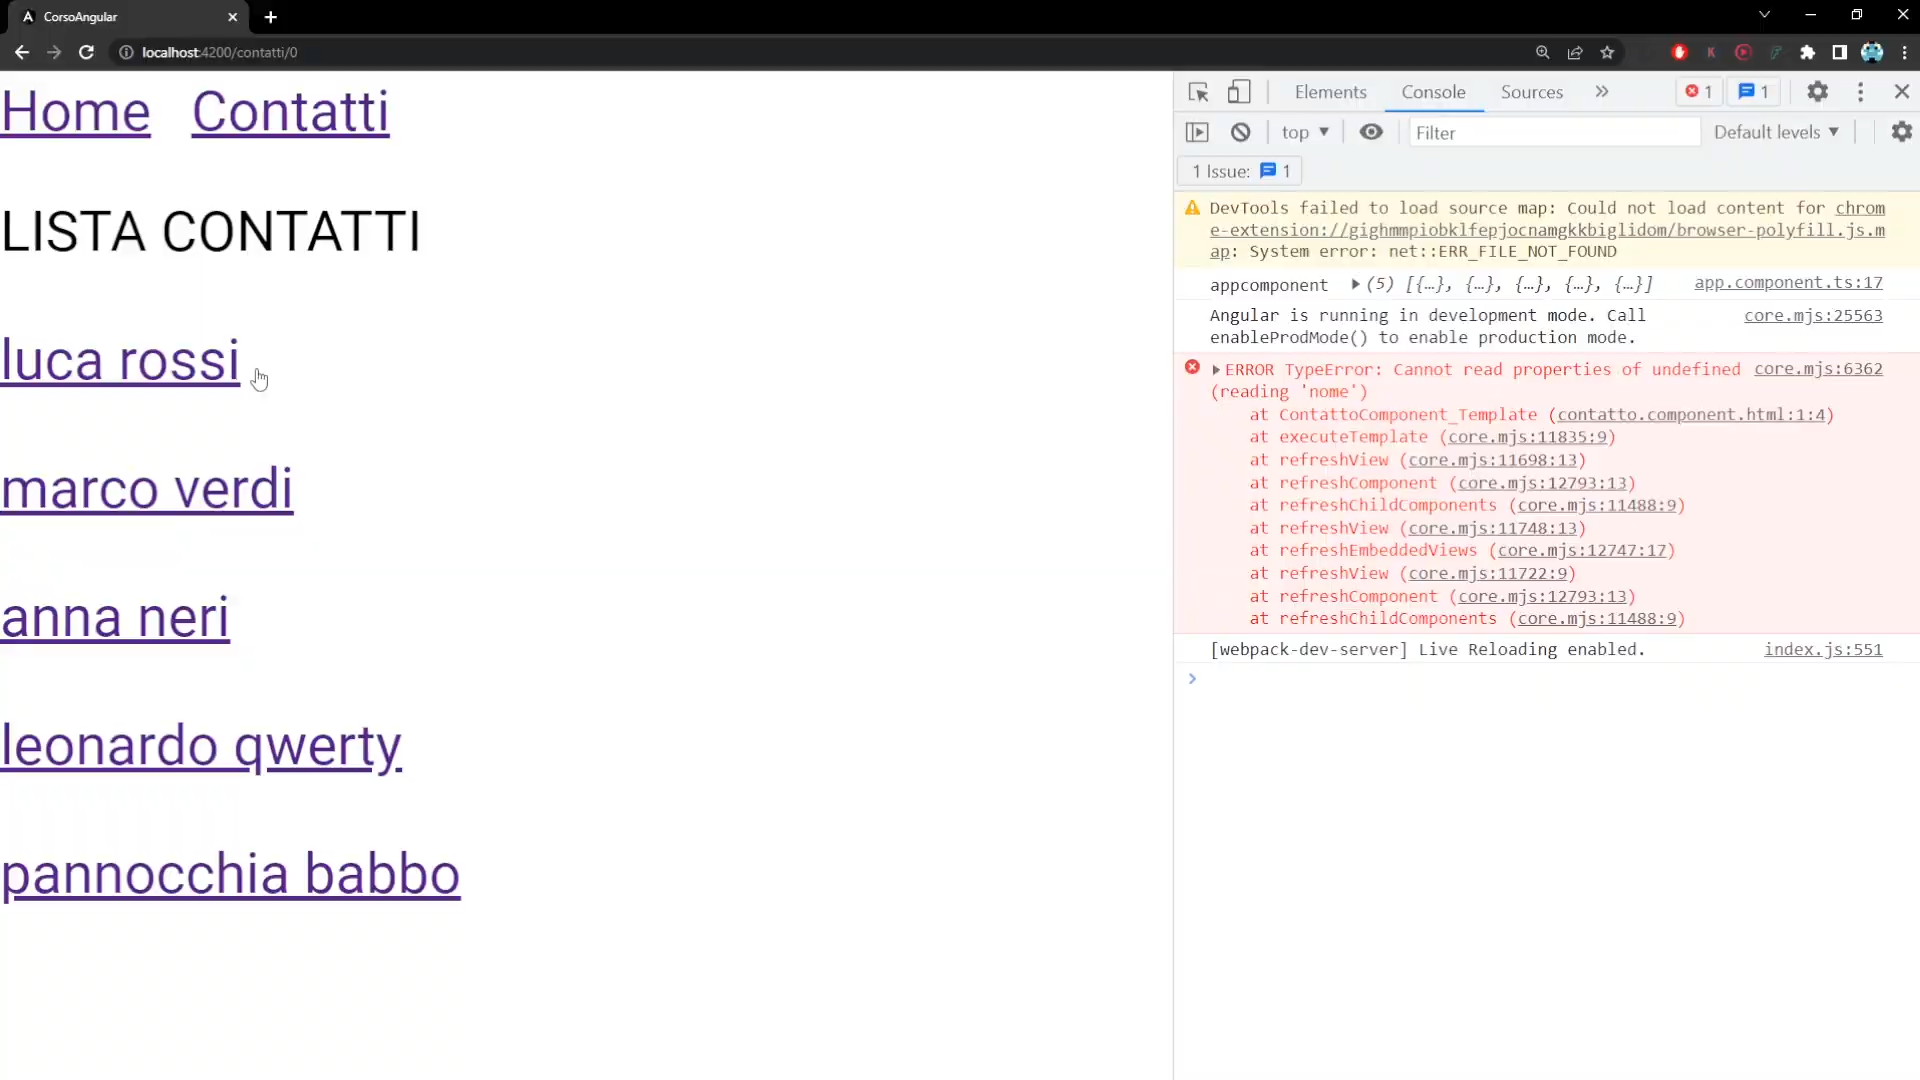 CorsoAngular
localhost:4200/contatti/0
Home Contatti
LISTA CONTATTI
luca rossi
marco verdi
anna neri
leonardo qwerty
pannocchia babbo
Elements Console Sources 1 1
top Filter Default levels
1 Issue: 1
DevTools failed to load source map: Could not load content for chrom
e-extension://gighmmpiobklfepjocnamgkkbiglidom/browser-polyfill.js.m
ap: System error: net::ERR_FILE_NOT_FOUND
appcomponent (5) [{…}, {…}, {…}, {…}, {…}] app.component.ts:17
Angular is running in development mode. Call core.mjs:25563
enableProdMode() to enable production mode.
ERROR TypeError: Cannot read properties of undefined core.mjs:6362
(reading 'nome')
at ContattoComponent_Template (contatto.component.html:1:4)
at executeTemplate (core.mjs:11835:9)
at refreshView (core.mjs:11698:13)
at refreshComponent (core.mjs:12793:13)
at refreshChildComponents (core.mjs:11488:9)
at refreshView (core.mjs:11748:13)
at refreshEmbeddedViews (core.mjs:12747:17)
at refreshView (core.mjs:11722:9)
at refreshComponent (core.mjs:12793:13)
at refreshChildComponents (core.mjs:11488:9)
[webpack-dev-server] Live Reloading enabled. index.js:551